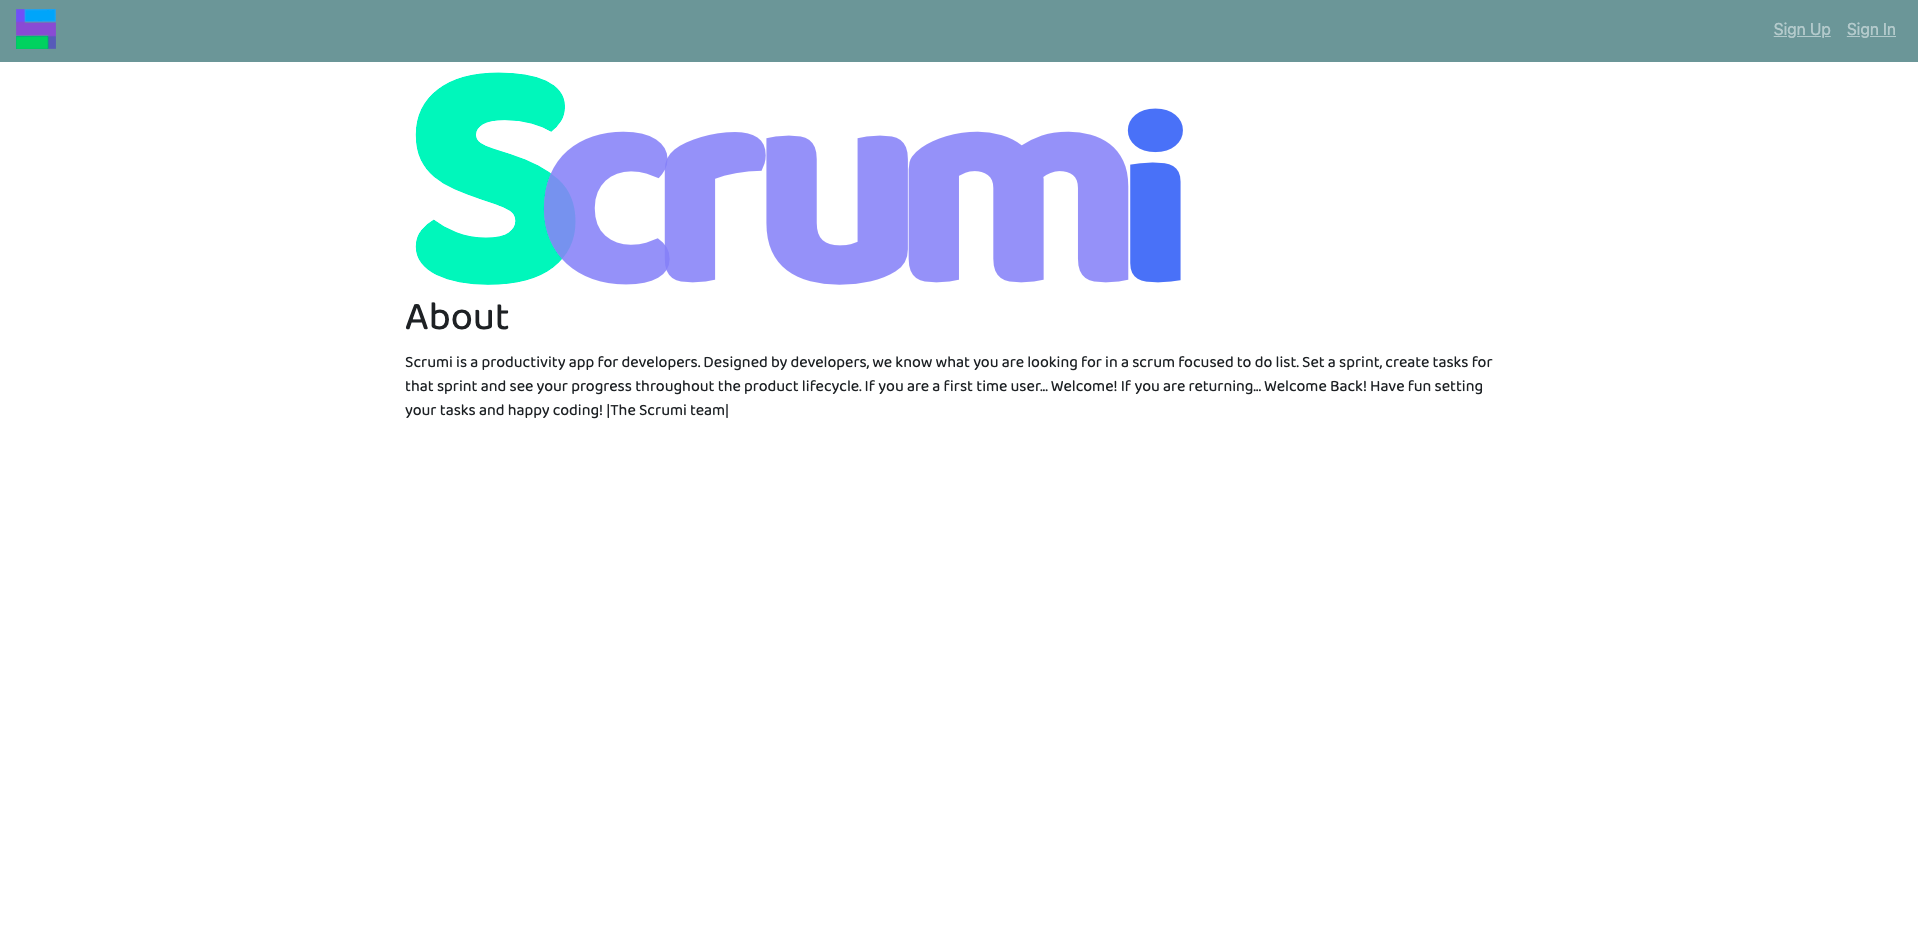 Sign Up Sign In
Scrumi
About
Scrumi is a productivity app for developers. Designed by developers, we know what you are looking for in a scrum focused to do list. Set a sprint, create tasks for
that sprint and see your progress throughout the product lifecycle. If you are a first time user... Welcome! If you are returning... Welcome Back! Have fun setting
your tasks and happy coding! |The Scrumi team|